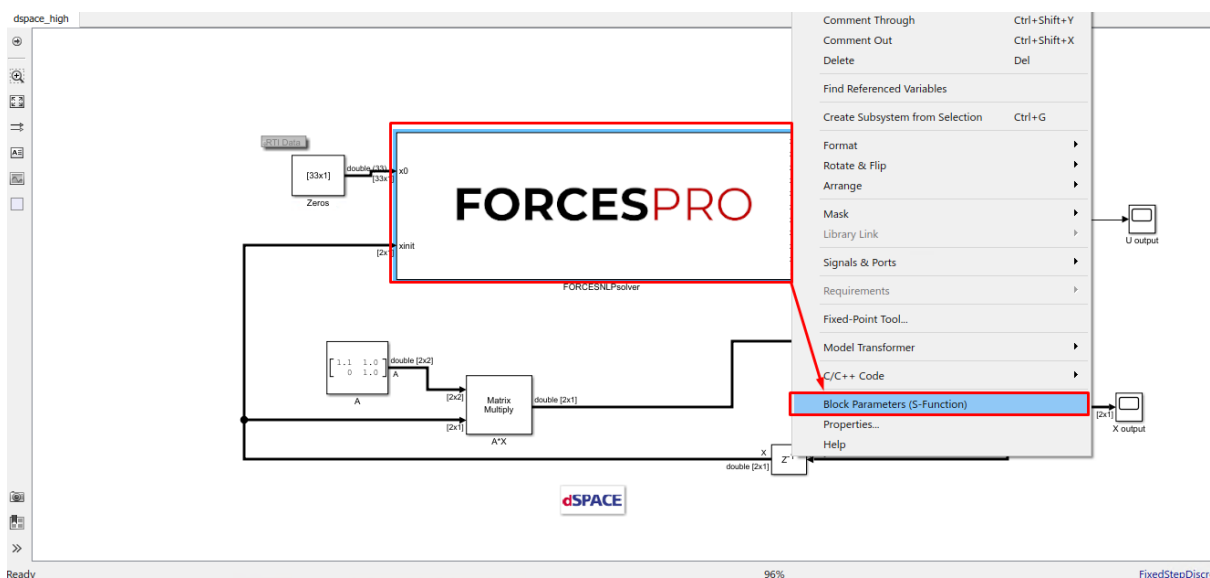 dspace_high
Comment Through Ctrl+Shift+Y
Comment Out Ctrl+Shift+X
Delete Del
Find Referenced Variables
Create Subsystem from Selection Ctrl+G
Format
Rotate & Flip
Arrange
Mask
Library Link
Signals & Ports
Requirements
Fixed-Point Tool...
Model Transformer
C/C++ Code
Block Parameters (S-Function)
Properties...
Help
RTI Data
[33x1]
Zeros
double (33)
[33x1]
x0
FORCESPRO
xinit
[2x1]
FORCESNLPsolver
U output
1.1 1.0
0 1.0
A
double [2x2]
A
[2x2]
[2x1]
Matrix
Multiply
A*X
double [2x1]
X
double [2x1]
Z-1
[2x1]
X output
dSPACE
Ready
96%
FixedStepDiscr